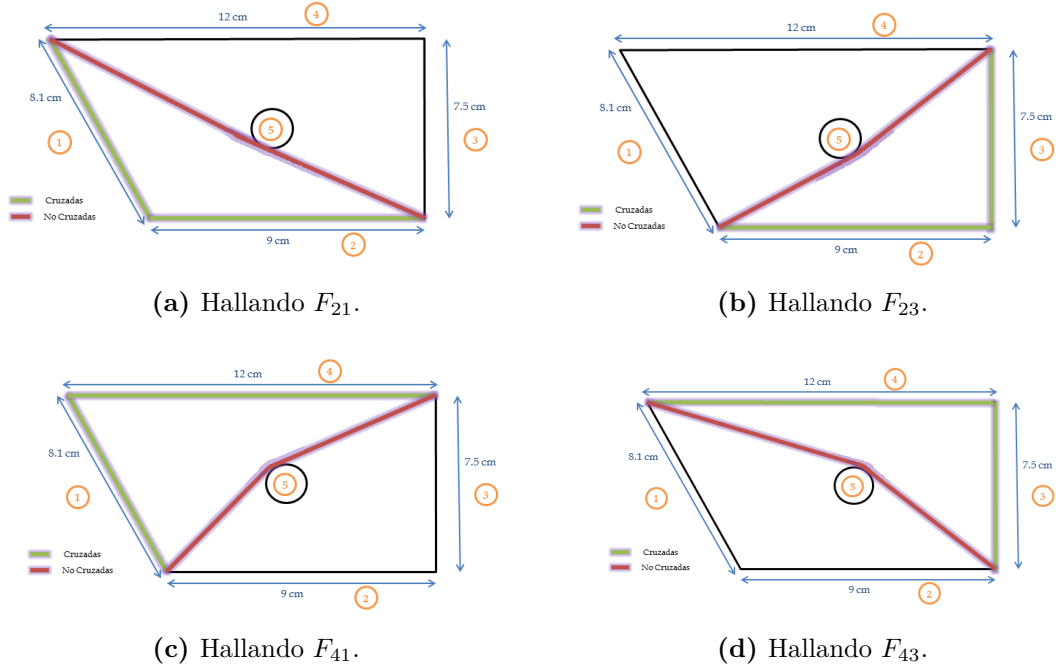 12 cm
4
8.1 cm
1
5
7.5 cm
3
Cruzadas
No Cruzadas
9 cm
2
(a) Hallando F₂₁.
12 cm
4
8.1 cm
1
5
7.5 cm
3
Cruzadas
No Cruzadas
9 cm
2
(b) Hallando F₂₃.
12 cm
4
8.1 cm
1
5
7.5 cm
3
Cruzadas
No Cruzadas
9 cm
2
(c) Hallando F₄₁.
4
12 cm
8.1 cm
1
5
7.5 cm
3
Cruzadas
No Cruzadas
9 cm
2
(d) Hallando F₄₃.